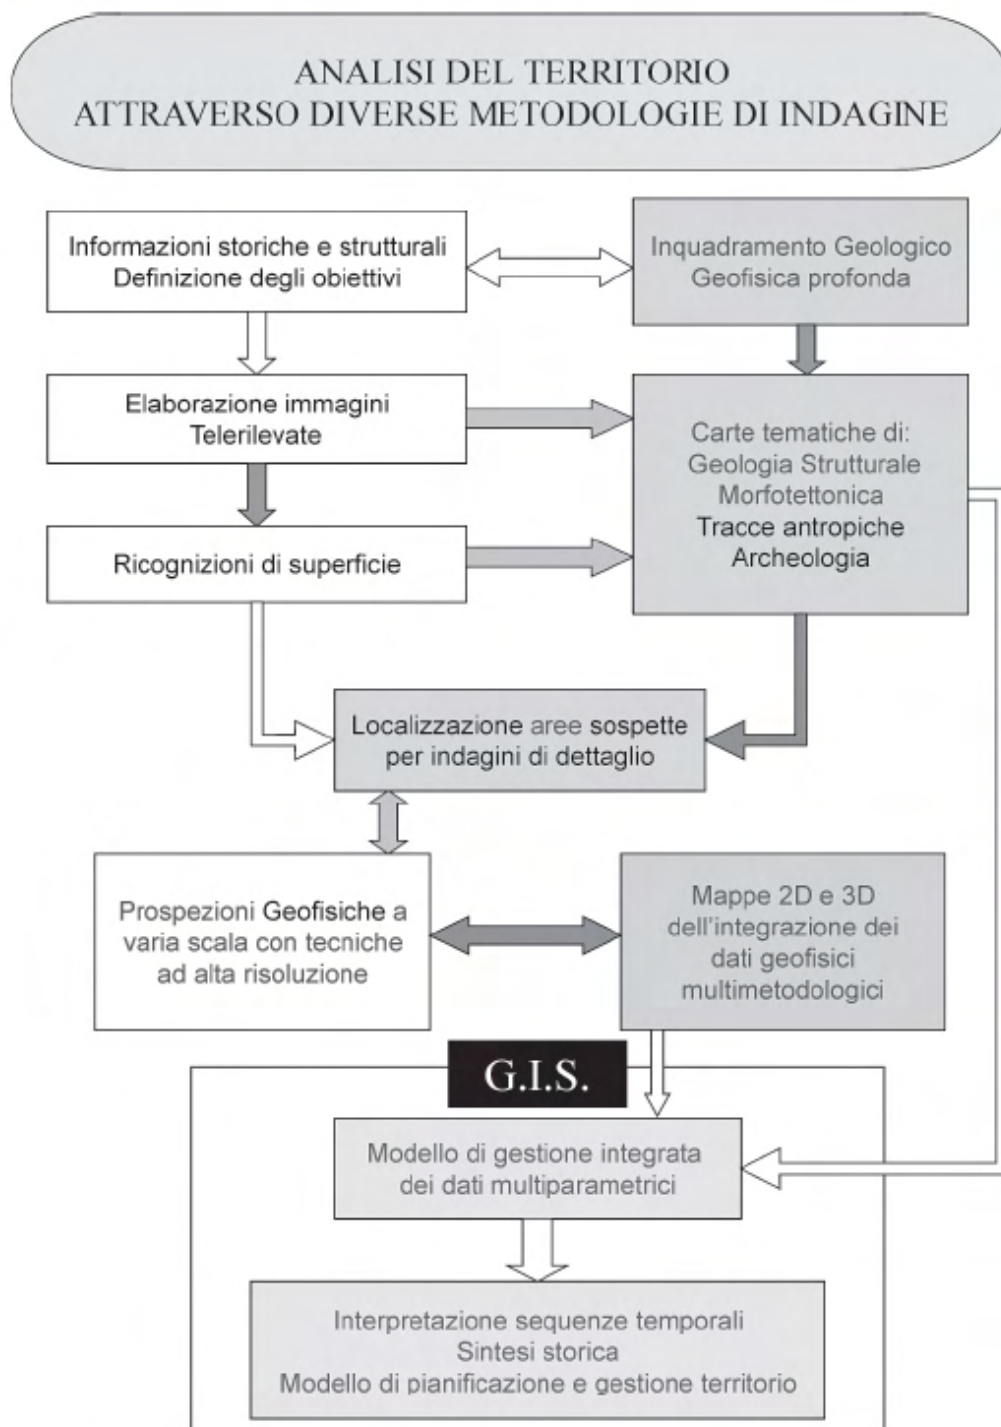 ANALISI DEL TERRITORIO
ATTRAVERSO DIVERSE METODOLOGIE DI INDAGINE
Informazioni storiche e strutturali
Definizione degli obiettivi
Inquadramento Geologico
Geofisica profonda
Elaborazione immagini
Telerilevate
Carte tematiche di:
Geologia Strutturale
Morfotettonica
Tracce antropiche
Archeologia
Ricognizioni di superficie
Localizzazione aree sospette
per indagini di dettaglio
Prospezioni Geofisiche a
varia scala con tecniche
ad alta risoluzione
Mappe 2D e 3D
dell'integrazione dei
dati geofisici
multimetodologici
G.I.S.
Modello di gestione integrata
dei dati multiparametrici
Interpretazione sequenze temporali
Sintesi storica
Modello di pianificazione e gestione territorio